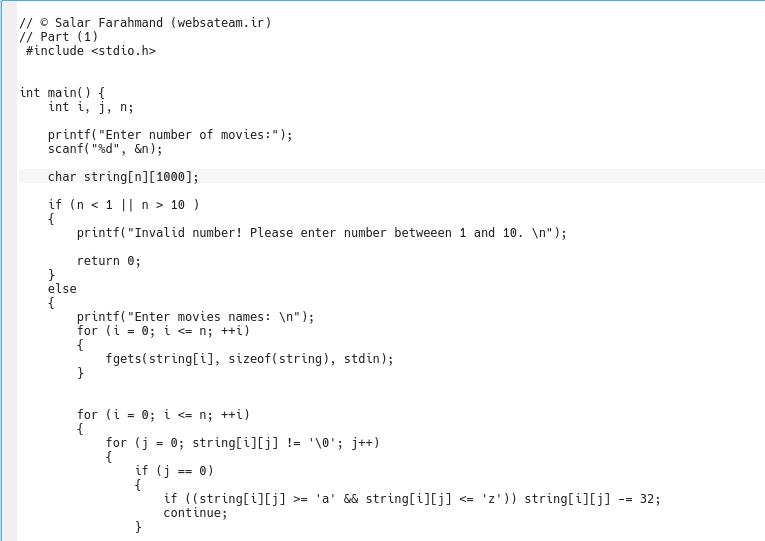 // © Salar Farahmand (websateam.ir)
// Part (1)
 #include <stdio.h>
int main() {
    int i, j, n;
    printf("Enter number of movies:");
    scanf("%d", &n);
    char string[n][1000];
    if (n < 1 || n > 10 )
    {
        printf("Invalid number! Please enter number betweeen 1 and 10. \n");
        return 0;
    }
    else
    {
        printf("Enter movies names: \n");
        for (i = 0; i <= n; ++i)
        {
            fgets(string[i], sizeof(string), stdin);
        }
        for (i = 0; i <= n; ++i)
        {
            for (j = 0; string[i][j] != '\0'; j++)
            {
                if (j == 0)
                {
                    if ((string[i][j] >= 'a' && string[i][j] <= 'z')) string[i][j] -= 32;
                    continue;
                }